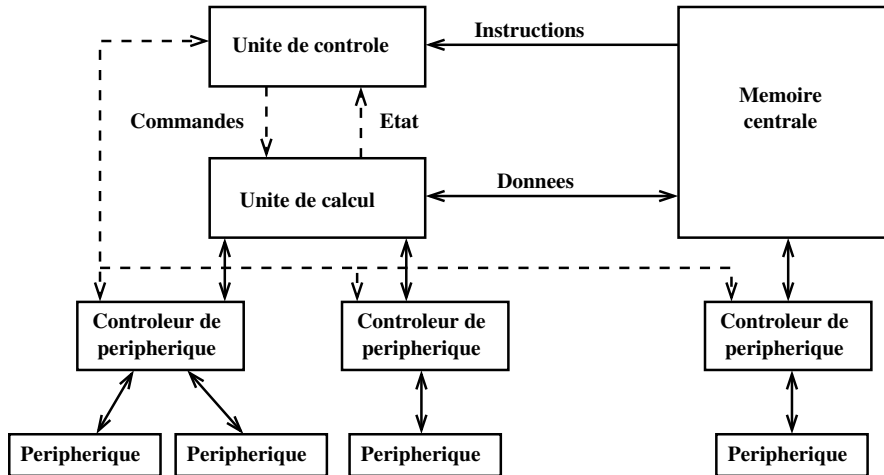 Unite de controle
Instructions
Memoire
centrale
Commandes
Etat
Unite de calcul
Donnees
Controleur de
peripherique
Controleur de
peripherique
Controleur de
peripherique
Peripherique
Peripherique
Peripherique
Peripherique